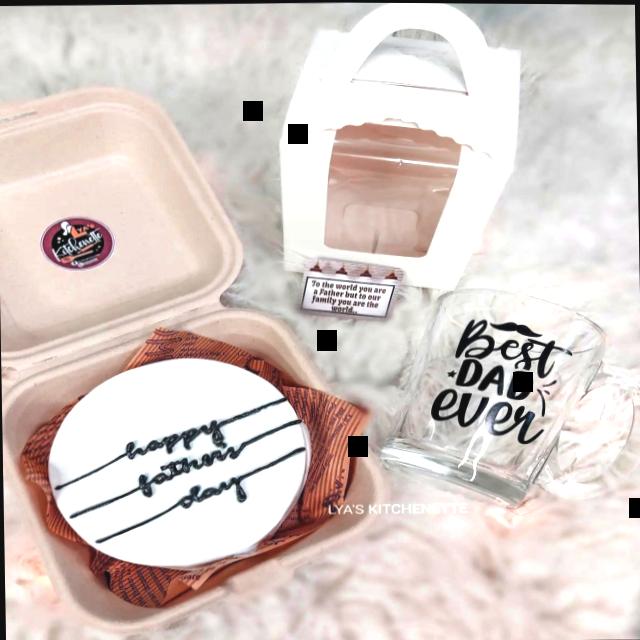 To the world you are
a Father but to our
family you are the
world...
Best
DAD
ever
happy
fathers
day
LYA'S KITCHENETTE